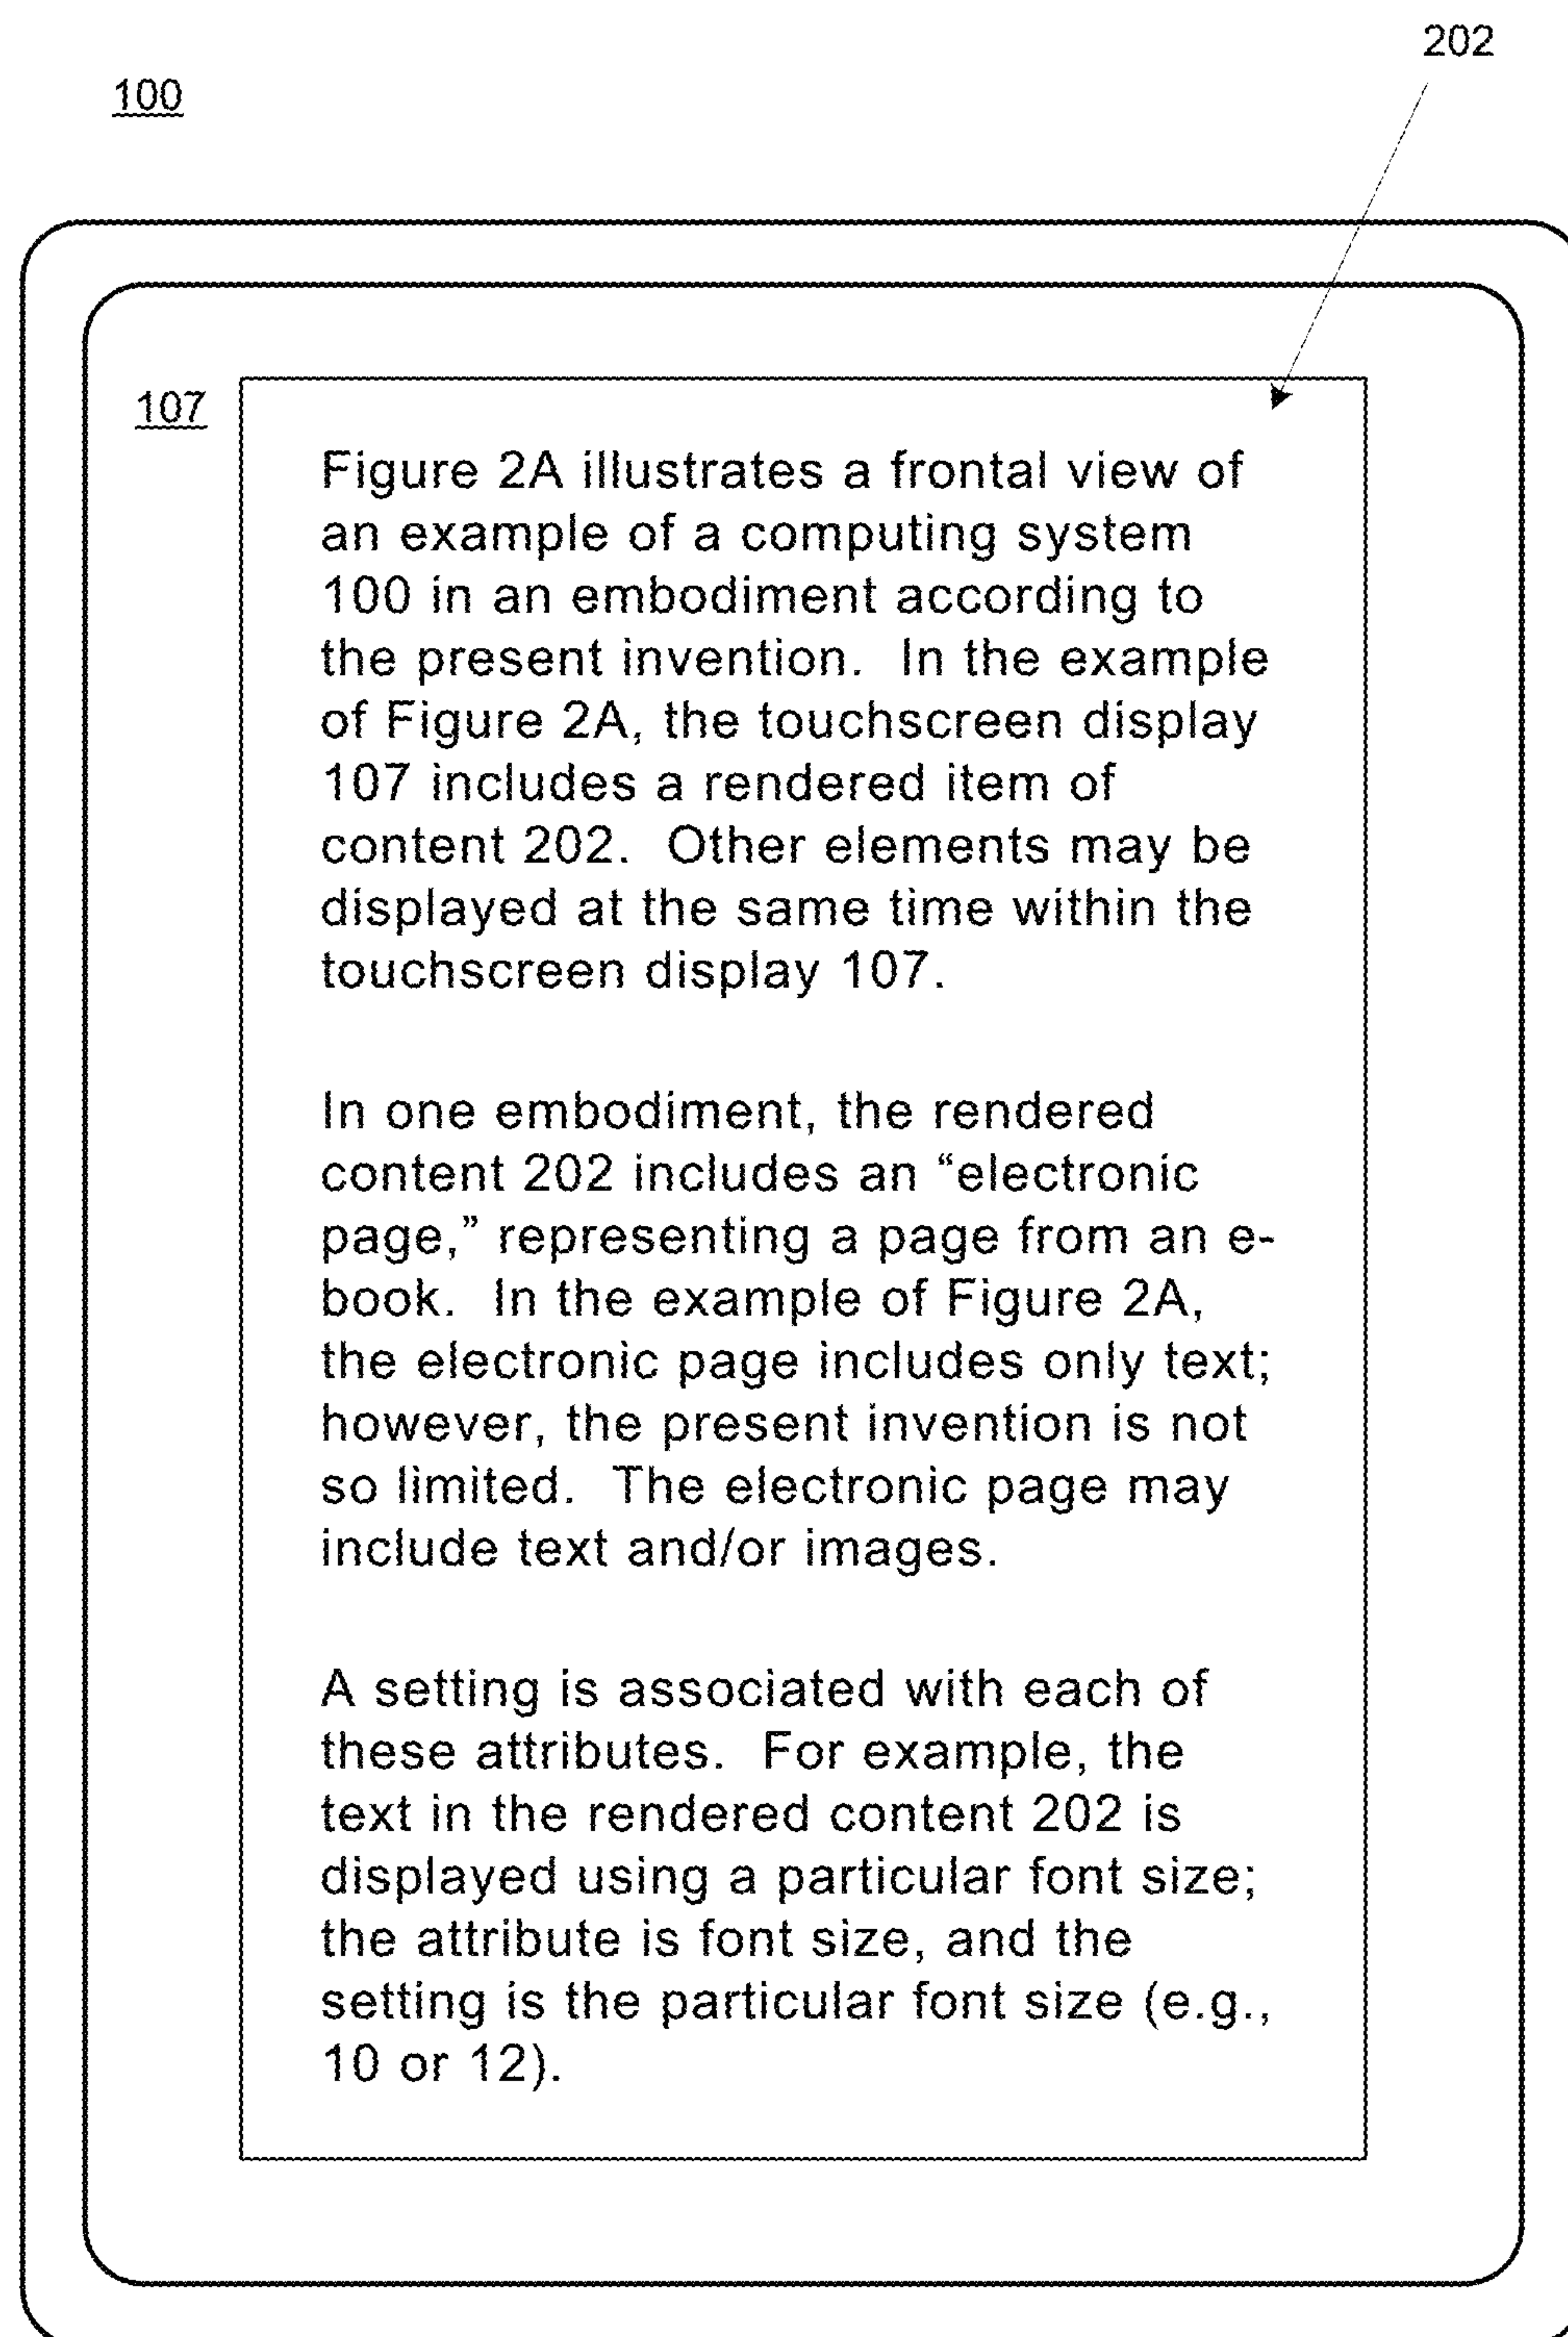 202
100
107
Figure 2A illustrates a frontal view of
an example of a computing system
100 in an embodiment according to
the present invention.  In the example
of Figure 2A, the touchscreen display
107 includes a rendered item of
content 202.  Other elements may be
displayed at the same time within the
touchscreen display 107.
In one embodiment, the rendered
content 202 includes an “electronic
page,” representing a page from an e-
book.  In the example of Figure 2A,
the electronic page includes only text;
however, the present invention is not
so limited.  The electronic page may
include text and/or images.
A setting is associated with each of
these attributes.  For example, the
text in the rendered content 202 is
displayed using a particular font size;
the attribute is font size, and the
setting is the particular font size (e.g.,
10 or 12).